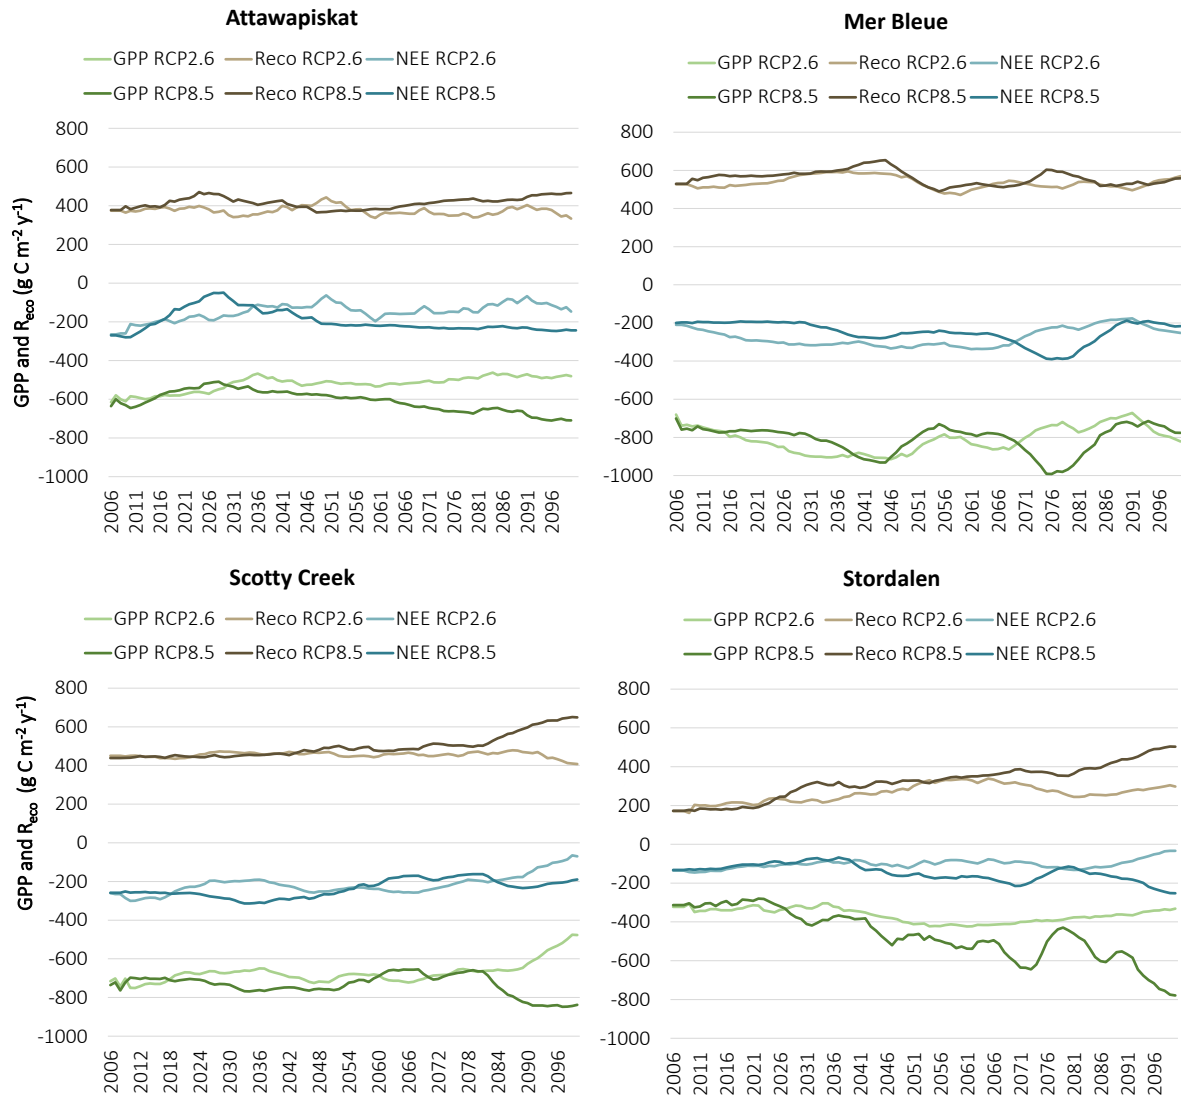 Attawapiskat
GPP RCP2.6 Reco RCP2.6 NEE RCP2.6
GPP RCP8.5 Reco RCP8.5 NEE RCP8.5
GPP and Reco (g C m-2 y-1)
800
600
400
200
0
-200
-400
-600
-800
-1000
2006 2011 2016 2021 2026 2031 2036 2041 2046 2051 2056 2061 2066 2071 2076 2081 2086 2091 2096
Mer Bleue
GPP RCP2.6 Reco RCP2.6 NEE RCP2.6
GPP RCP8.5 Reco RCP8.5 NEE RCP8.5
800
600
400
200
0
-200
-400
-600
-800
-1000
2006 2011 2016 2021 2026 2031 2036 2041 2046 2051 2056 2061 2066 2071 2076 2081 2086 2091 2096
Scotty Creek
GPP RCP2.6 Reco RCP2.6 NEE RCP2.6
GPP RCP8.5 Reco RCP8.5 NEE RCP8.5
GPP and Reco (g C m-2 y-1)
800
600
400
200
0
-200
-400
-600
-800
-1000
2006 2012 2018 2024 2030 2036 2042 2048 2054 2060 2066 2072 2078 2084 2090 2096
Stordalen
GPP RCP2.6 Reco RCP2.6 NEE RCP2.6
GPP RCP8.5 Reco RCP8.5 NEE RCP8.5
800
600
400
200
0
-200
-400
-600
-800
-1000
2006 2011 2016 2021 2026 2031 2036 2041 2046 2051 2056 2061 2066 2071 2076 2081 2086 2091 2096